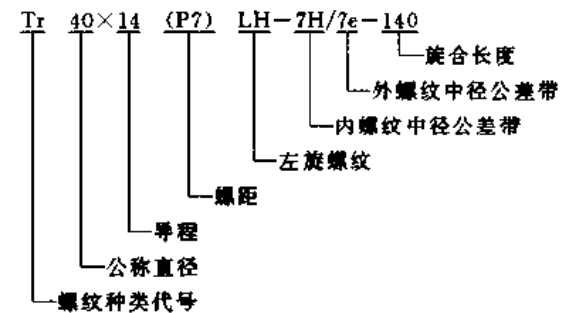 Tr 40×14 (P7) LH-7H/7e-140
旋合长度
外螺纹中径公差带
内螺纹中径公差带
左旋螺纹
螺距
导程
公称直径
螺纹种类代号